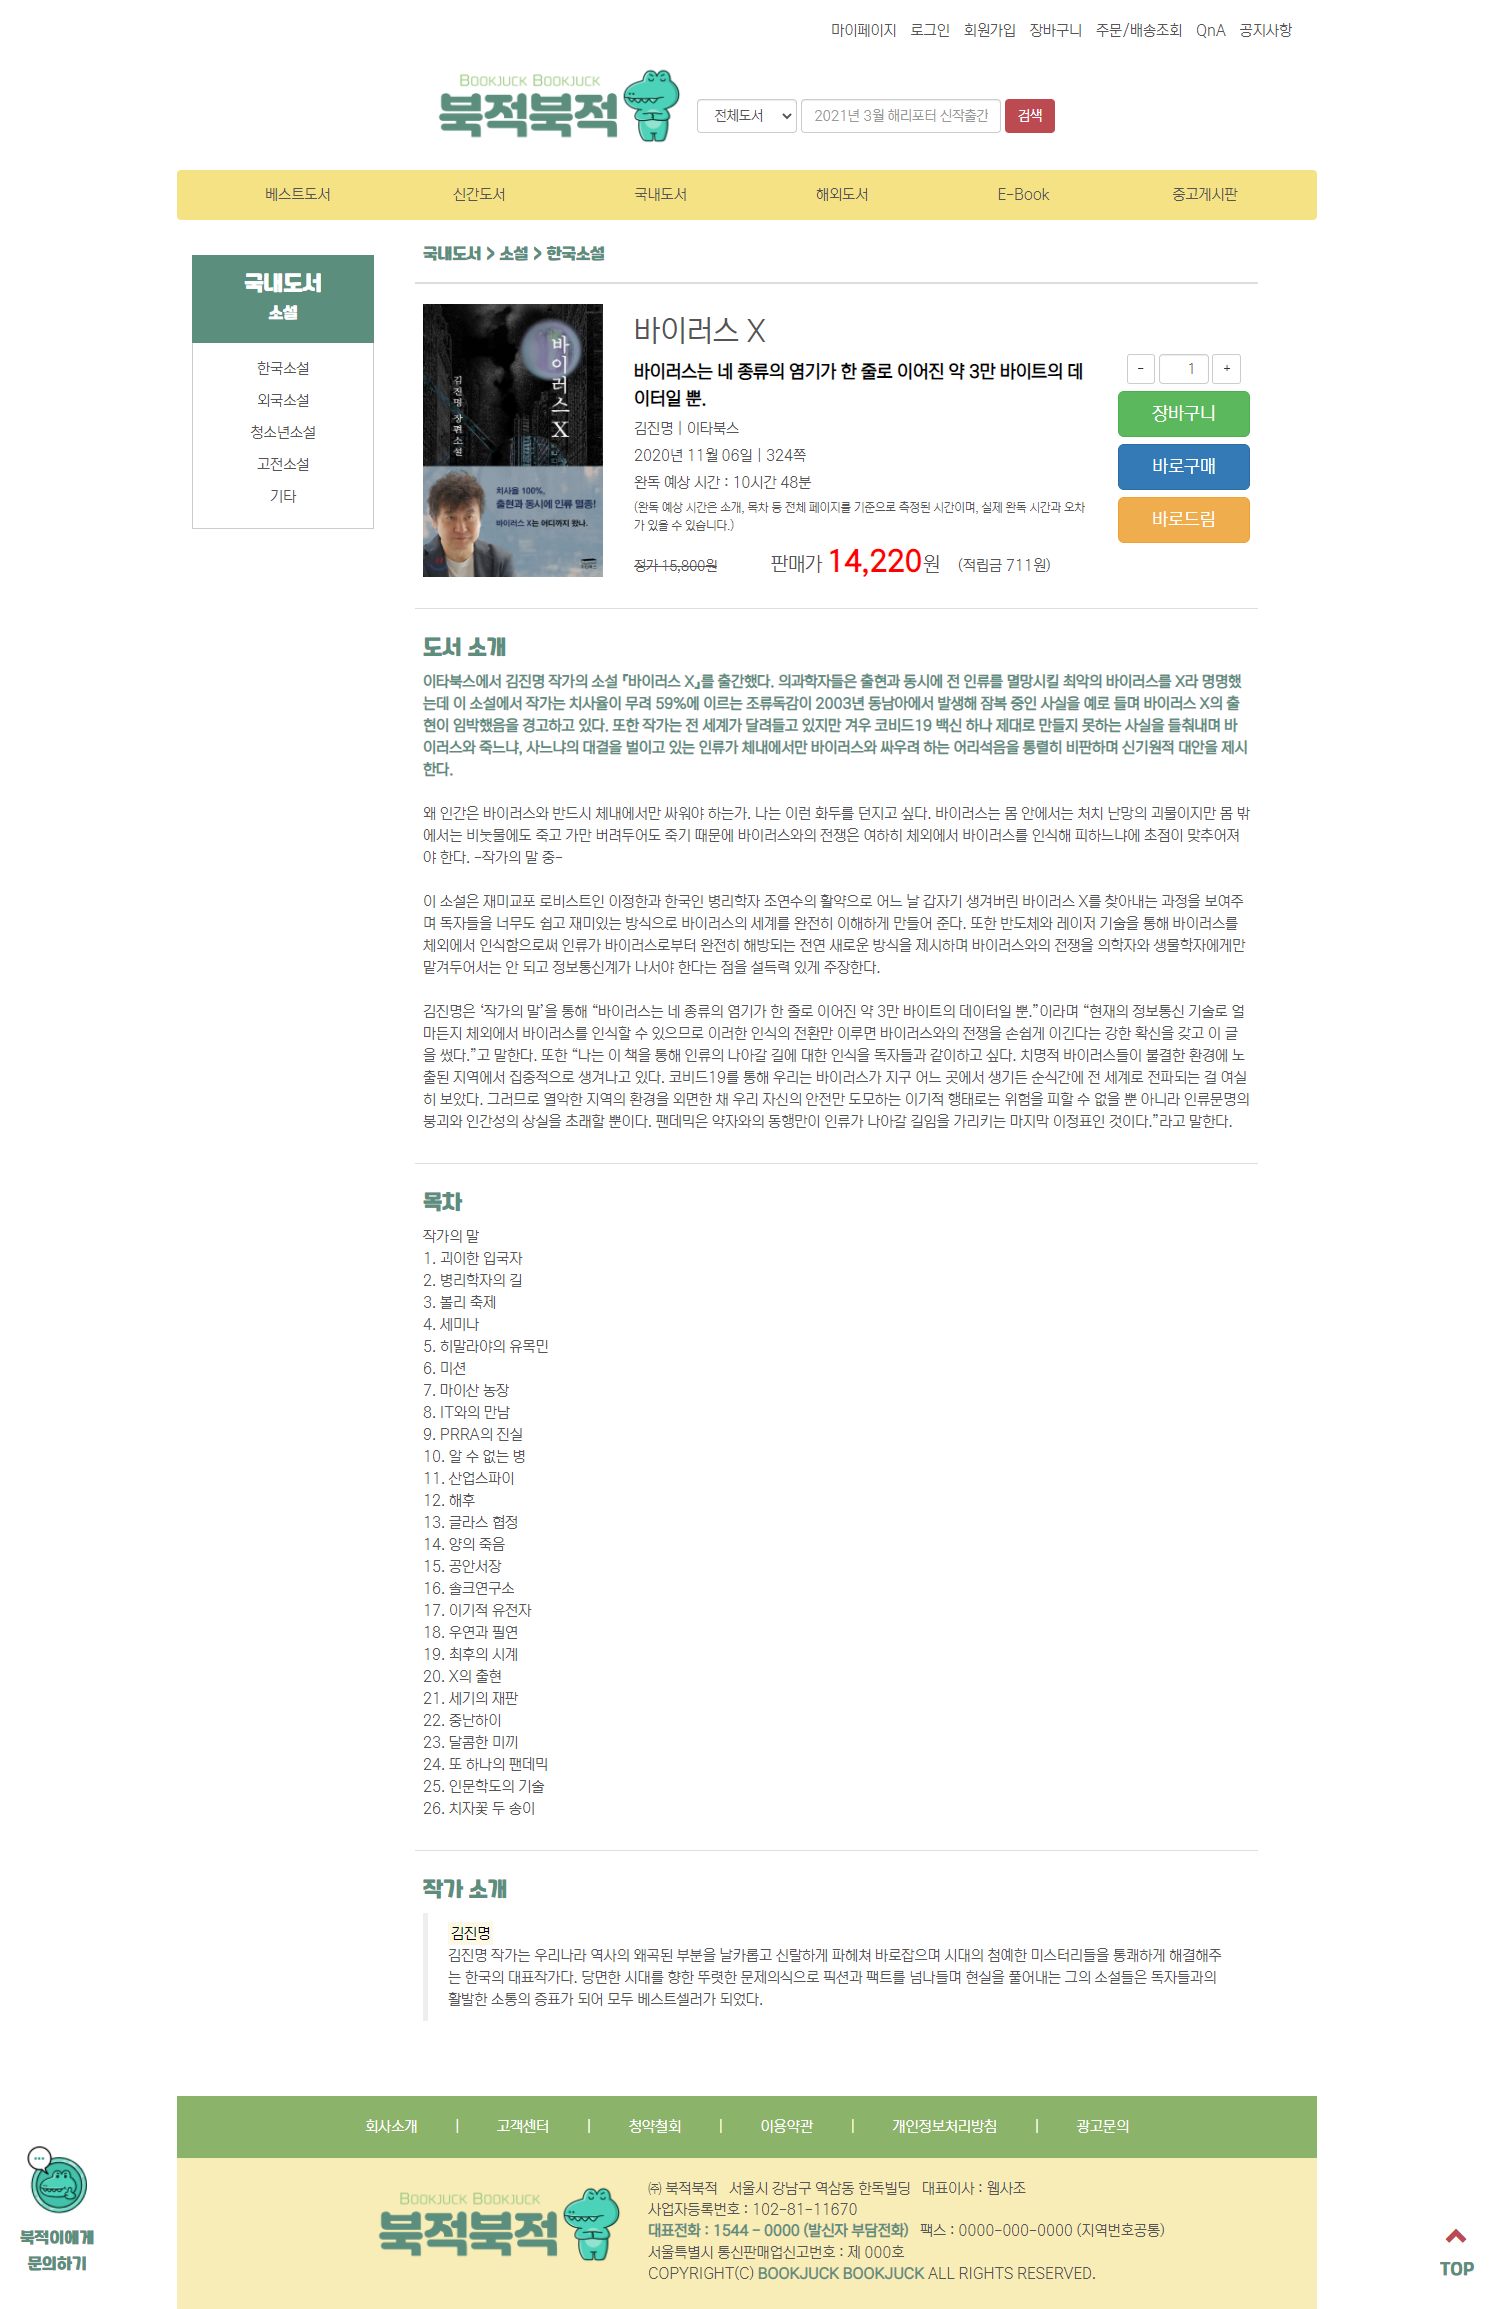 마이페이지 로그인 회원가입 장바구니 주문/배송조회 QnA 공지사항
BOOKJUCK BOOKJUCK
북적북적
전체도서 2021년 3월 해리포터 신작출간 검색
베스트도서 신간도서 국내도서 해외도서 E-Book 중고게시판
국내도서 > 소설 > 한국소설
국내도서
소설
한국소설
외국소설
청소년소설
고전소설
기타
바이러스 X
김진명 장편소설
치사율 100%,
출현과 동시에 인류 멸종!
바이러스 X는 어디까지 왔나.
바이러스 X
바이러스는 네 종류의 염기가 한 줄로 이어진 약 3만 바이트의 데
이터일 뿐.
김진명 | 이타북스
2020년 11월 06일 | 324쪽
완독 예상 시간 : 10시간 48분
(완독 예상 시간은 소개, 목차 등 전체 페이지를 기준으로 측정된 시간이며, 실제 완독 시간과 오차
가 있을 수 있습니다.)
정가 15,800원 판매가 14,220원 (적립금 711원)
- 1 +
장바구니
바로구매
바로드림
도서 소개
이타북스에서 김진명 작가의 소설 『바이러스 X』를 출간했다. 의과학자들은 출현과 동시에 전 인류를 멸망시킬 최악의 바이러스를 X라 명명했
는데 이 소설에서 작가는 치사율이 무려 59%에 이르는 조류독감이 2003년 동남아에서 발생해 잠복 중인 사실을 예로 들며 바이러스 X의 출
현이 임박했음을 경고하고 있다. 또한 작가는 전 세계가 달려들고 있지만 겨우 코비드19 백신 하나 제대로 만들지 못하는 사실을 들춰내며 바
이러스와 죽느냐, 사느냐의 대결을 벌이고 있는 인류가 체내에서만 바이러스와 싸우려 하는 어리석음을 통렬히 비판하며 신기원적 대안을 제시
한다.
왜 인간은 바이러스와 반드시 체내에서만 싸워야 하는가. 나는 이런 화두를 던지고 싶다. 바이러스는 몸 안에서는 처치 난망의 괴물이지만 몸 밖
에서는 비눗물에도 죽고 가만 버려두어도 죽기 때문에 바이러스와의 전쟁은 여하히 체외에서 바이러스를 인식해 피하느냐에 초점이 맞추어져
야 한다. -작가의 말 중-
이 소설은 재미교포 로비스트인 이정한과 한국인 병리학자 조연수의 활약으로 어느 날 갑자기 생겨버린 바이러스 X를 찾아내는 과정을 보여주
며 독자들을 너무도 쉽고 재미있는 방식으로 바이러스의 세계를 완전히 이해하게 만들어 준다. 또한 반도체와 레이저 기술을 통해 바이러스를
체외에서 인식함으로써 인류가 바이러스로부터 완전히 해방되는 전연 새로운 방식을 제시하며 바이러스와의 전쟁을 의학자와 생물학자에게만
맡겨두어서는 안 되고 정보통신계가 나서야 한다는 점을 설득력 있게 주장한다.
김진명은 ‘작가의 말’을 통해 “바이러스는 네 종류의 염기가 한 줄로 이어진 약 3만 바이트의 데이터일 뿐.”이라며 “현재의 정보통신 기술로 얼
마든지 체외에서 바이러스를 인식할 수 있으므로 이러한 인식의 전환만 이루면 바이러스와의 전쟁을 손쉽게 이긴다는 강한 확신을 갖고 이 글
을 썼다.”고 말한다. 또한 “나는 이 책을 통해 인류의 나아갈 길에 대한 인식을 독자들과 같이하고 싶다. 치명적 바이러스들이 불결한 환경에 노
출된 지역에서 집중적으로 생겨나고 있다. 코비드19를 통해 우리는 바이러스가 지구 어느 곳에서 생기든 순식간에 전 세계로 전파되는 걸 여실
히 보았다. 그러므로 열악한 지역의 환경을 외면한 채 우리 자신의 안전만 도모하는 이기적 행태로는 위험을 피할 수 없을 뿐 아니라 인류문명의
붕괴와 인간성의 상실을 초래할 뿐이다. 팬데믹은 약자와의 동행만이 인류가 나아갈 길임을 가리키는 마지막 이정표인 것이다.”라고 말한다.
목차
작가의 말
1. 괴이한 입국자
2. 병리학자의 길
3. 볼리 축제
4. 세미나
5. 히말라야의 유목민
6. 미션
7. 마이산 농장
8. IT와의 만남
9. PRRA의 진실
10. 알 수 없는 병
11. 산업스파이
12. 해후
13. 글라스 협정
14. 양의 죽음
15. 공안서장
16. 솔크연구소
17. 이기적 유전자
18. 우연과 필연
19. 최후의 시계
20. X의 출현
21. 세기의 재판
22. 중난하이
23. 달콤한 미끼
24. 또 하나의 팬데믹
25. 인문학도의 기술
26. 치자꽃 두 송이
작가 소개
김진명
김진명 작가는 우리나라 역사의 왜곡된 부분을 날카롭고 신랄하게 파헤쳐 바로잡으며 시대의 첨예한 미스터리들을 통쾌하게 해결해주
는 한국의 대표작가다. 당면한 시대를 향한 뚜렷한 문제의식으로 픽션과 팩트를 넘나들며 현실을 풀어내는 그의 소설들은 독자들과의
활발한 소통의 증표가 되어 모두 베스트셀러가 되었다.
회사소개 | 고객센터 | 청약철회 | 이용약관 | 개인정보처리방침 | 광고문의
BOOKJUCK BOOKJUCK
북적북적
㈜ 북적북적 서울시 강남구 역삼동 한독빌딩 대표이사 : 웹사조
사업자등록번호 : 102-81-11670
대표전화 : 1544 - 0000 (발신자 부담전화) 팩스 : 0000-000-0000 (지역번호공통)
서울특별시 통신판매업신고번호 : 제 000호
COPYRIGHT(C) BOOKJUCK BOOKJUCK ALL RIGHTS RESERVED.
북적이에게
문의하기
TOP